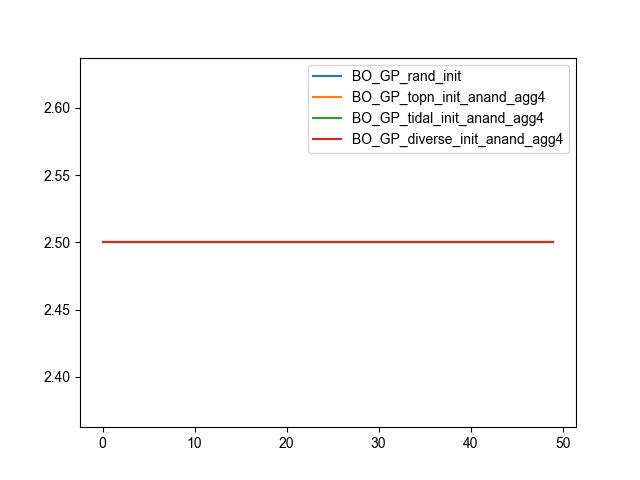 BO_GP_rand_init
BO_GP_topn_init_anand_agg4
BO_GP_tidal_init_anand_agg4
BO_GP_diverse_init_anand_agg4
2.60
2.55
2.50
2.45
2.40
0 10 20 30 40 50